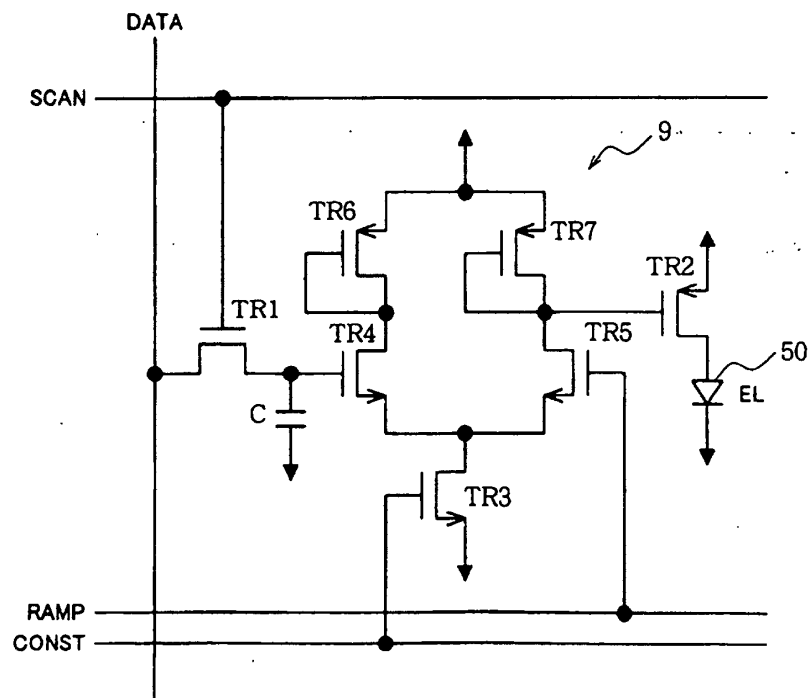 DATA
SCAN
9
TR6
TR7
TR2
TR1
TR4
TR5
50
C
EL
TR3
RAMP
CONST